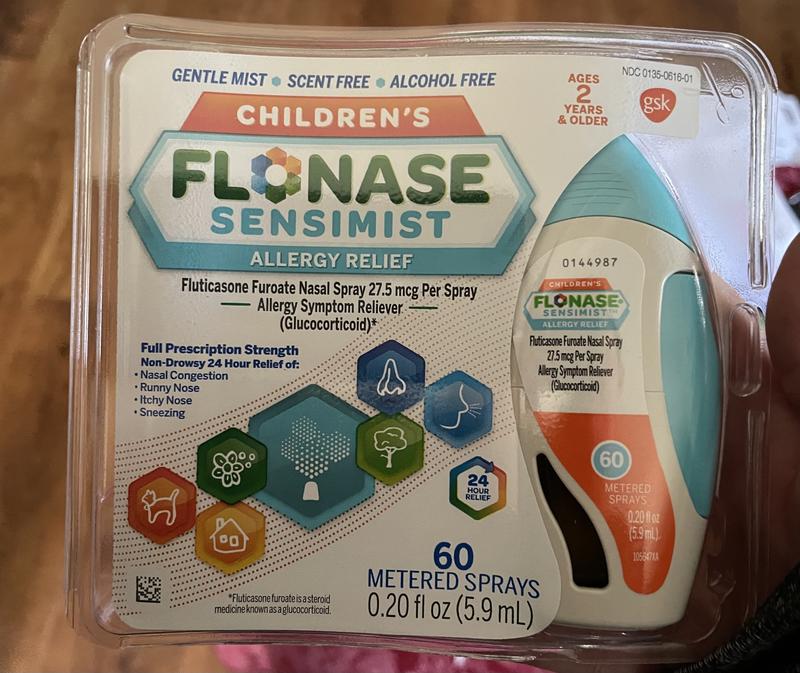 GENTLE MIST • SCENT FREE • ALCOHOL FREE
CHILDREN'S
FLONASE
SENSIMIST
ALLERGY RELIEF
Fluticasone Furoate Nasal Spray 27.5 mcg Per Spray
Allergy Symptom Reliever
(Glucocorticoid)*
Full Prescription Strength
Non-Drowsy 24 Hour Relief of:
• Nasal Congestion
• Runny Nose
• Itchy Nose
• Sneezing
24
HOUR
RELIEF
60
METERED SPRAYS
0.20 fl oz (5.9 mL)
*Fluticasone furoate is a steroid
medicine known as a glucocorticoid.
AGES
2
YEARS
& OLDER
NDC 0135-0616-01
gsk
0144987
CHILDREN'S
FLONASE
SENSIMIST™
ALLERGY RELIEF
Fluticasone Furoate Nasal Spray
27.5 mcg Per Spray
Allergy Symptom Reliever
(Glucocorticoid)
60
METERED
SPRAYS
0.20 fl oz
(5.9 mL)
105647XA